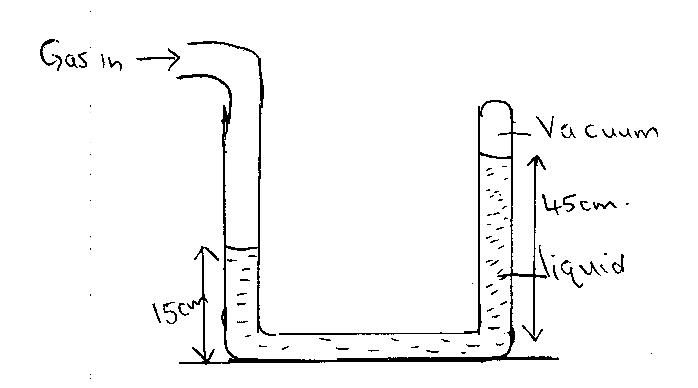 Gas in
Vacuum
45cm.
liquid
15cm